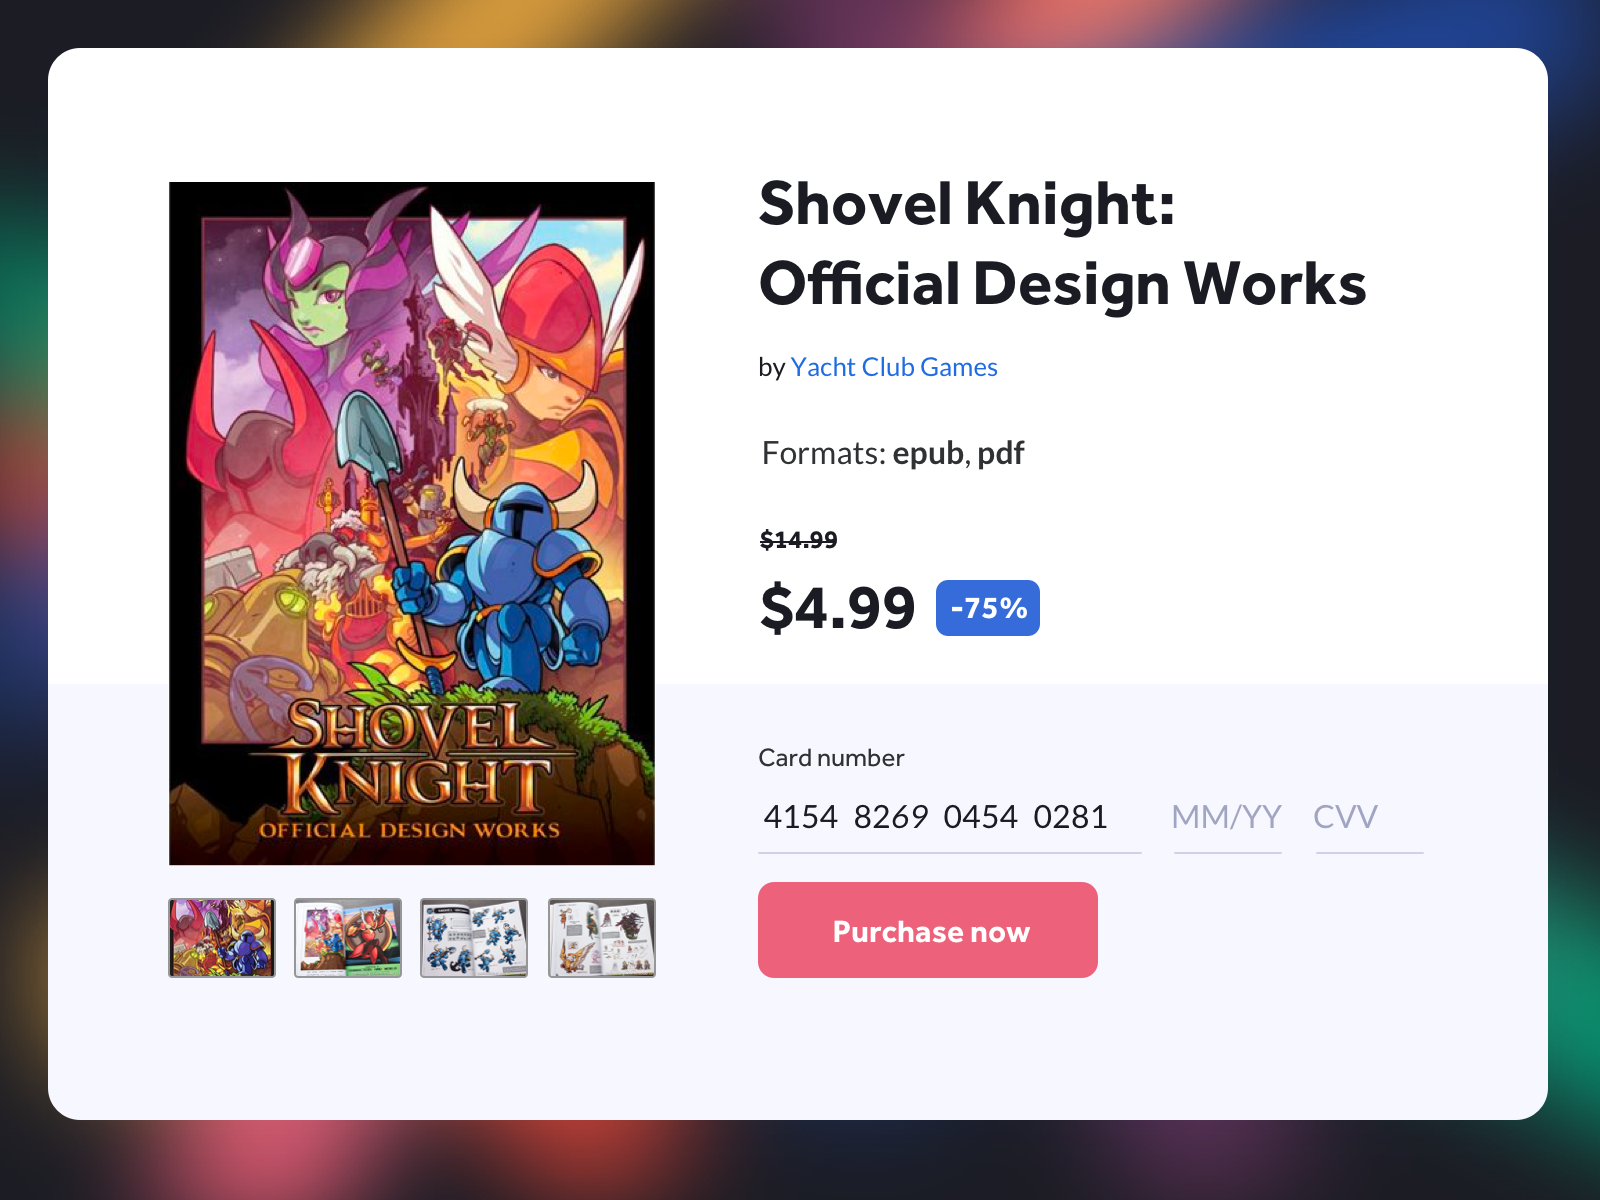 Shovel Knight:
Official Design Works
by Yacht Club Games
Formats: epub, pdf
$14.99
$4.99 -75%
SHOVEL
KNIGHT
OFFICIAL DESIGN WORKS
Card number
4154 8269 0454 0281 MM/YY CVV
Purchase now